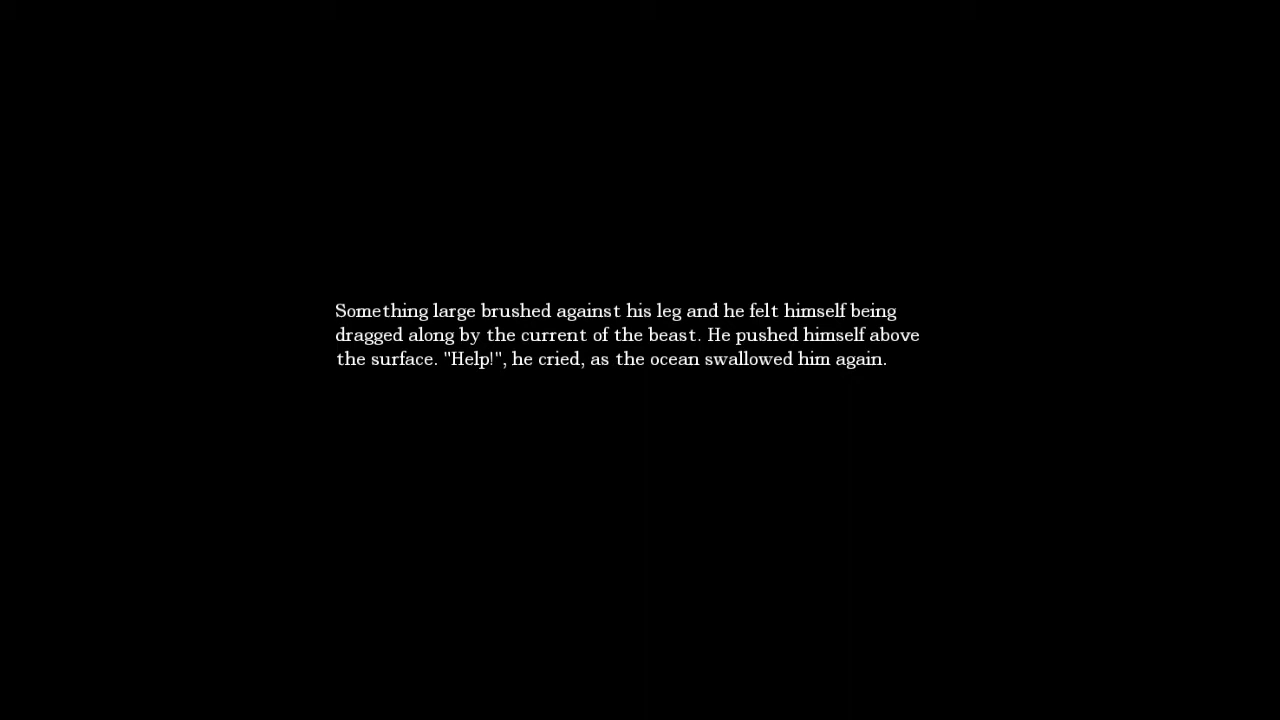 Something large brushed against his leg and he felt himself being
dragged along by the current of the beast. He pushed himself above
the surface. "Help!", he cried, as the ocean swallowed him again.